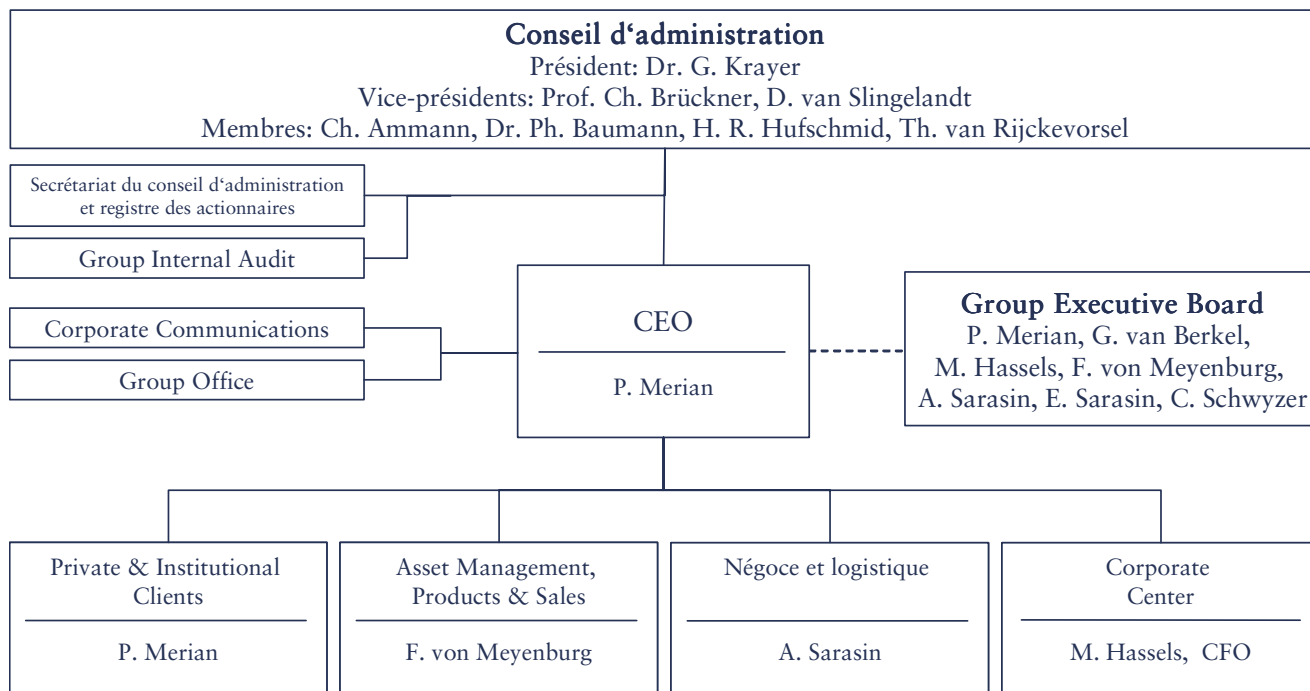 Conseil d‘administration
Président: Dr. G. Krayer
Vice-présidents: Prof. Ch. Brückner, D. van Slingelandt
Membres: Ch. Ammann, Dr. Ph. Baumann, H. R. Hufschmid, Th. van Rijckevorsel
Secrétariat du conseil d‘administration
et registre des actionnaires
Group Internal Audit
Corporate Communications
Group Office
CEO
P. Merian
Group Executive Board
P. Merian, G. van Berkel,
M. Hassels, F. von Meyenburg,
A. Sarasin, E. Sarasin, C. Schwyzer
Private & Institutional
Clients
P. Merian
Asset Management,
Products & Sales
F. von Meyenburg
Négoce et logistique
A. Sarasin
Corporate
Center
M. Hassels, CFO